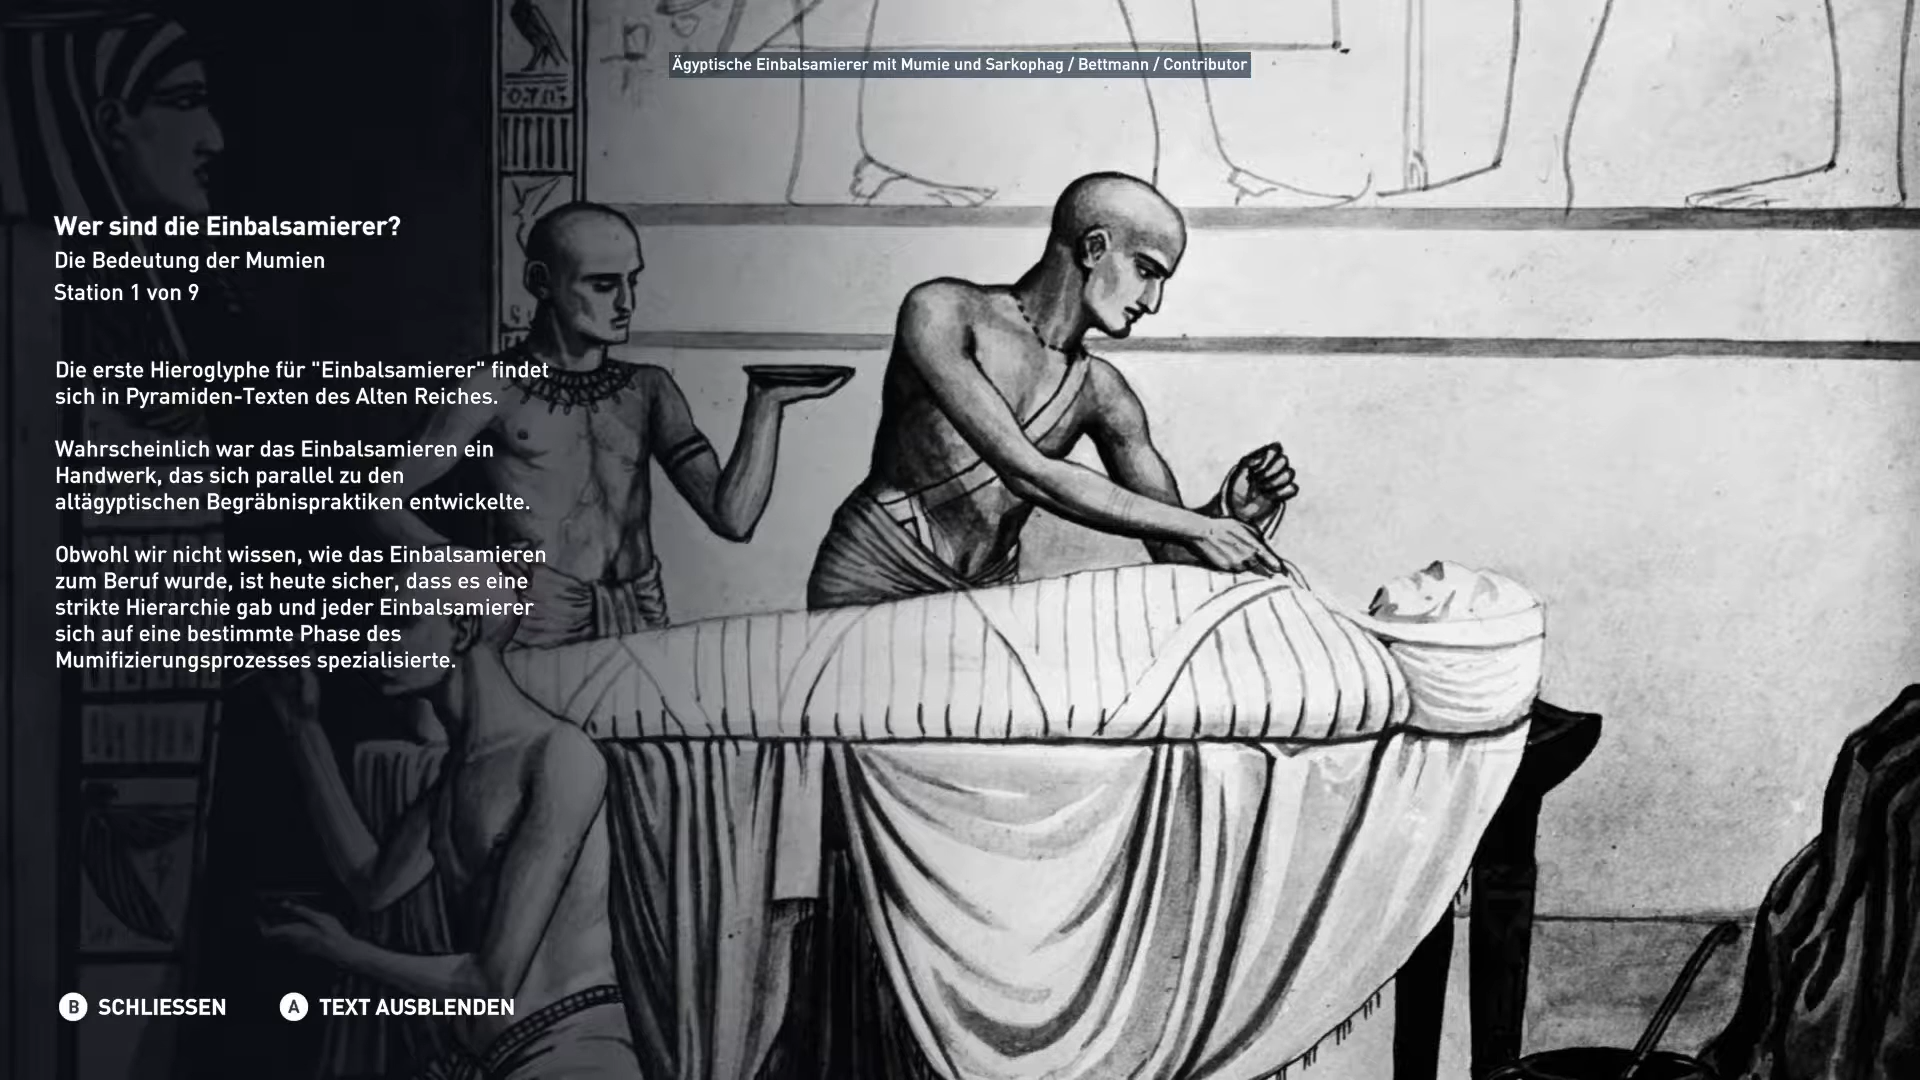 Ägyptische Einbalsamierer mit Mumie und Sarkophag / Bettmann / Contributor
Wer sind die Einbalsamierer?
Die Bedeutung der Mumien
Station 1 von 9
Die erste Hieroglyphe für "Einbalsamierer" findet
sich in Pyramiden-Texten des Alten Reiches.
Wahrscheinlich war das Einbalsamieren ein
Handwerk, das sich parallel zu den
altägyptischen Begräbnispraktiken entwickelte.
Obwohl wir nicht wissen, wie das Einbalsamieren
zum Beruf wurde, ist heute sicher, dass es eine
strikte Hierarchie gab und jeder Einbalsamierer
sich auf eine bestimmte Phase des
Mumifizierungsprozesses spezialisierte.
B SCHLIESSEN A TEXT AUSBLENDEN